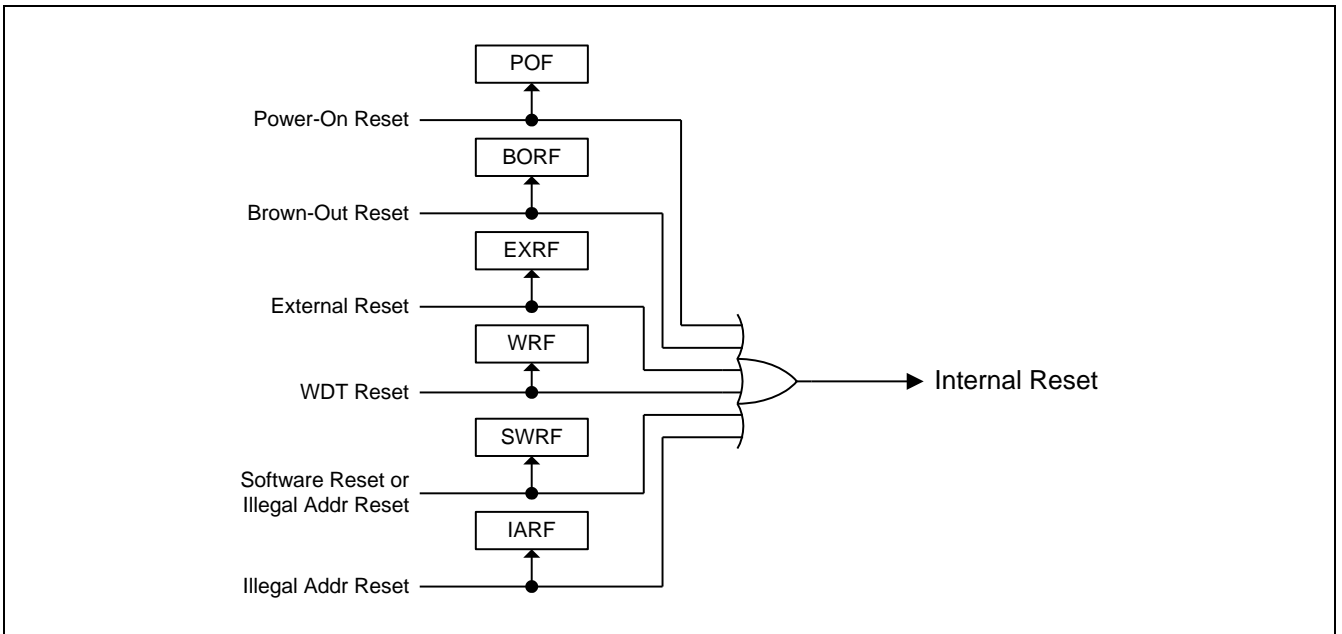 POF
Power-On Reset
BORF
Brown-Out Reset
EXRF
External Reset
WRF
WDT Reset
Internal Reset
SWRF
Software Reset or
Illegal Addr Reset
IARF
Illegal Addr Reset